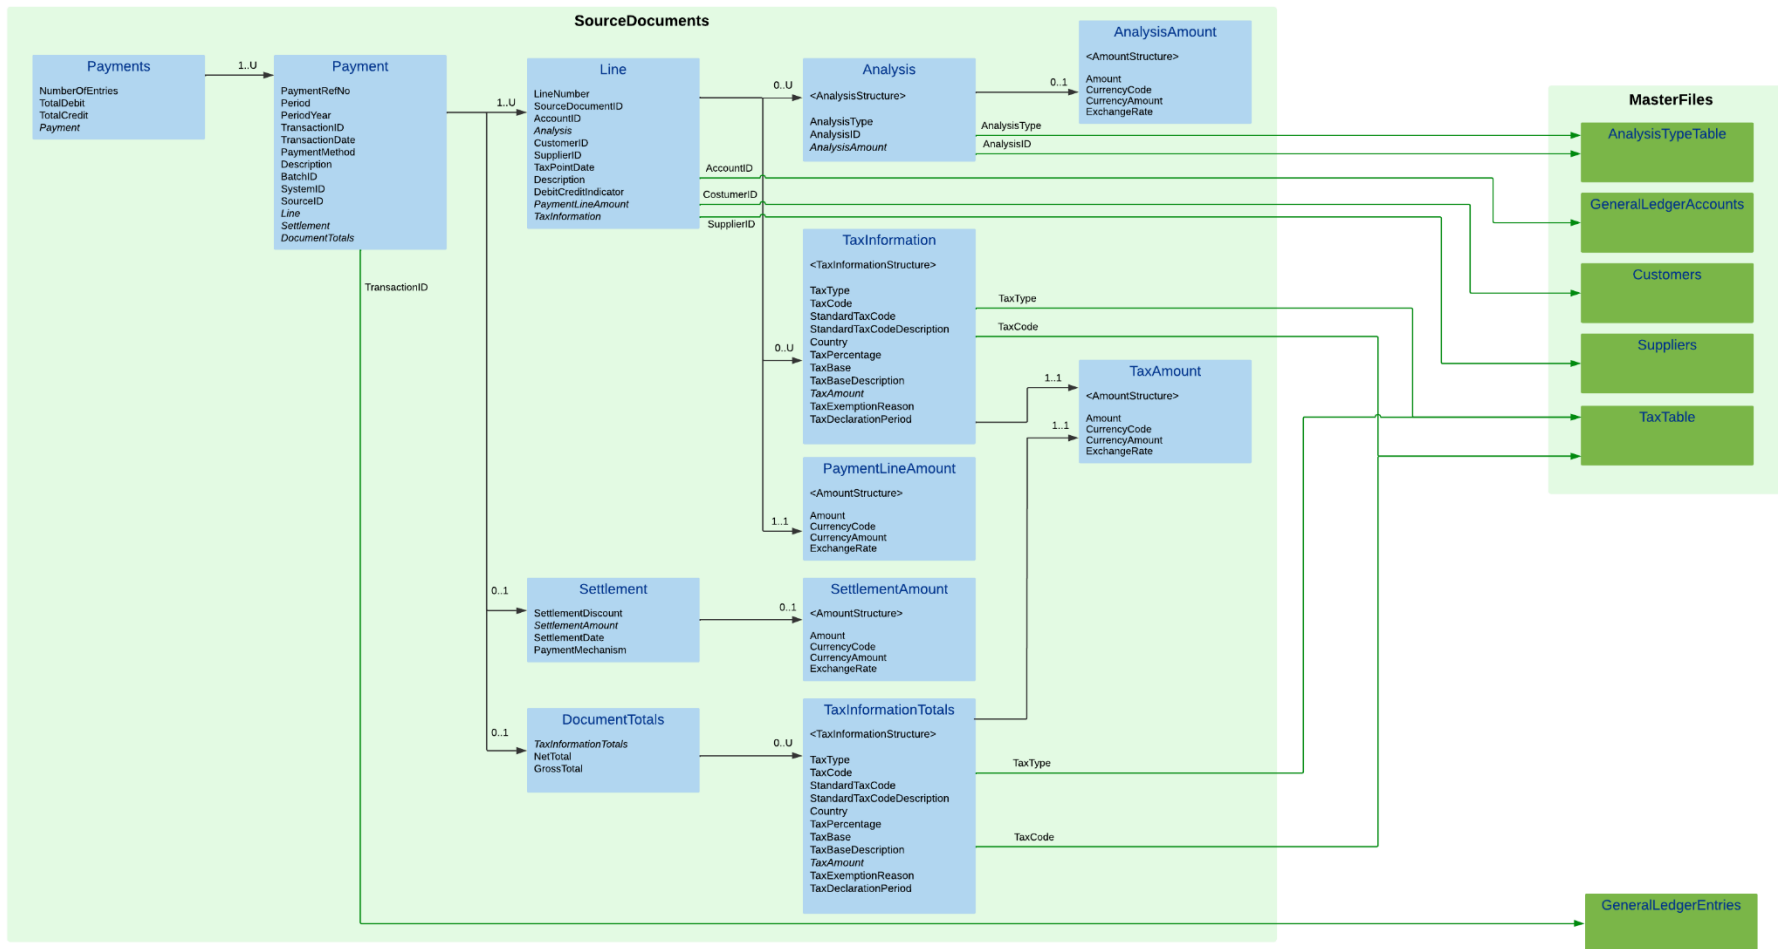 SourceDocuments
Payments
NumberOfEntries
TotalDebit
TotalCredit
Payment
1..U
Payment
PaymentRefNo
Period
PeriodYear
TransactionID
TransactionDate
PaymentMethod
Description
BatchID
SystemID
SourceID
Line
Settlement
DocumentTotals
TransactionID
1..U
Line
LineNumber
SourceDocumentID
AccountID
Analysis
CustomerID
SupplierID
TaxPointDate
Description
DebitCreditIndicator
PaymentLineAmount
TaxInformation
0..U
Analysis
<AnalysisStructure>
AnalysisType
AnalysisID
AnalysisAmount
0..1
AnalysisAmount
<AmountStructure>
Amount
CurrencyCode
CurrencyAmount
ExchangeRate
AnalysisType
AnalysisID
AccountID
CostumerID
SupplierID
0..U
TaxInformation
<TaxInformationStructure>
TaxType
TaxCode
StandardTaxCode
StandardTaxCodeDescription
Country
TaxPercentage
TaxBase
TaxBaseDescription
TaxAmount
TaxExemptionReason
TaxDeclarationPeriod
TaxType
TaxCode
1..1
1..1
TaxAmount
<AmountStructure>
Amount
CurrencyCode
CurrencyAmount
ExchangeRate
1..1
PaymentLineAmount
<AmountStructure>
Amount
CurrencyCode
CurrencyAmount
ExchangeRate
0..1
Settlement
SettlementDiscount
SettlementAmount
SettlementDate
PaymentMechanism
0..1
SettlementAmount
<AmountStructure>
Amount
CurrencyCode
CurrencyAmount
ExchangeRate
0..1
DocumentTotals
TaxInformationTotals
NetTotal
GrossTotal
0..U
TaxInformationTotals
<TaxInformationStructure>
TaxType
TaxCode
StandardTaxCode
StandardTaxCodeDescription
Country
TaxPercentage
TaxBase
TaxBaseDescription
TaxAmount
TaxExemptionReason
TaxDeclarationPeriod
TaxType
TaxCode
MasterFiles
AnalysisTypeTable
GeneralLedgerAccounts
Customers
Suppliers
TaxTable
GeneralLedgerEntries